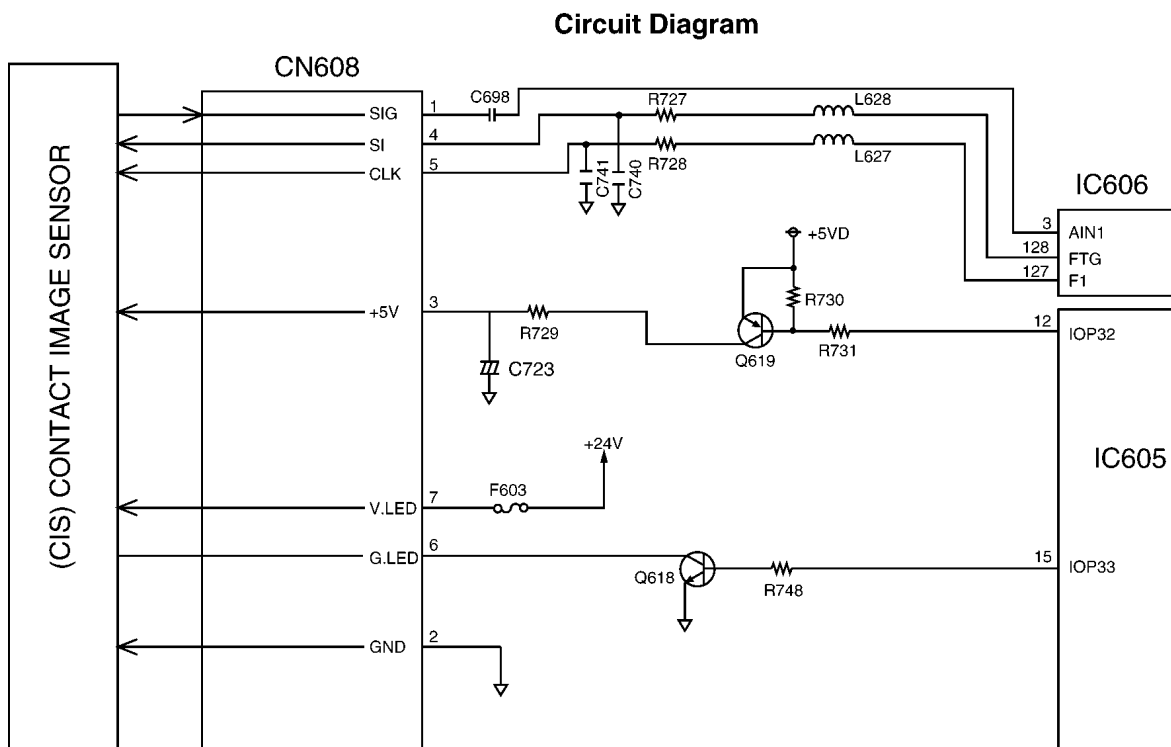 Circuit Diagram
CN608
(CIS) CONTACT IMAGE SENSOR
SIG
1
C698
R727
L628
SI
4
CLK
5
R728
L627
C741
C740
IC606
3
AIN1
128
FTG
127
F1
+5VD
+5V
3
R729
R730
Q619
R731
12
IOP32
C723
IC605
+24V
F603
V.LED
7
G.LED
6
Q618
R748
15
IOP33
GND
2